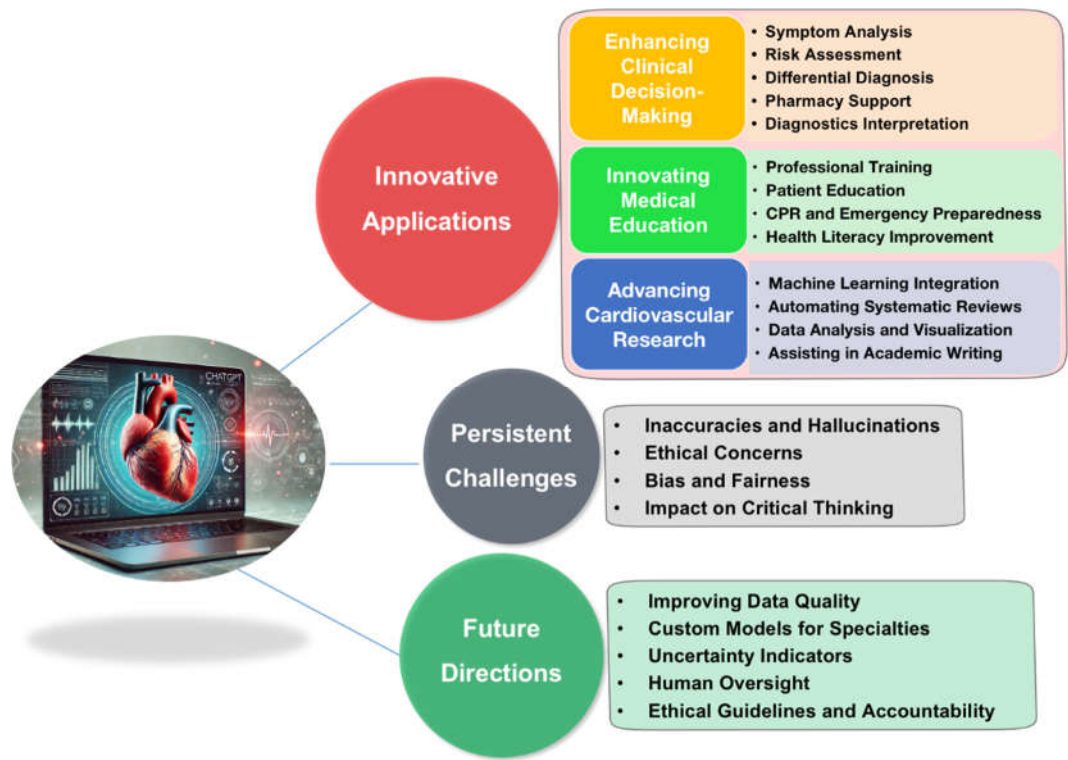 Enhancing
Clinical
Decision-
Making
• Symptom Analysis
• Risk Assessment
• Differential Diagnosis
• Pharmacy Support
• Diagnostics Interpretation
Innovative
Applications
Innovating
Medical
Education
• Professional Training
• Patient Education
• CPR and Emergency Preparedness
• Health Literacy Improvement
Advancing
Cardiovascular
Research
• Machine Learning Integration
• Automating Systematic Reviews
• Data Analysis and Visualization
• Assisting in Academic Writing
CHATGPT
Persistent
Challenges
• Inaccuracies and Hallucinations
• Ethical Concerns
• Bias and Fairness
• Impact on Critical Thinking
Future
Directions
• Improving Data Quality
• Custom Models for Specialties
• Uncertainty Indicators
• Human Oversight
• Ethical Guidelines and Accountability